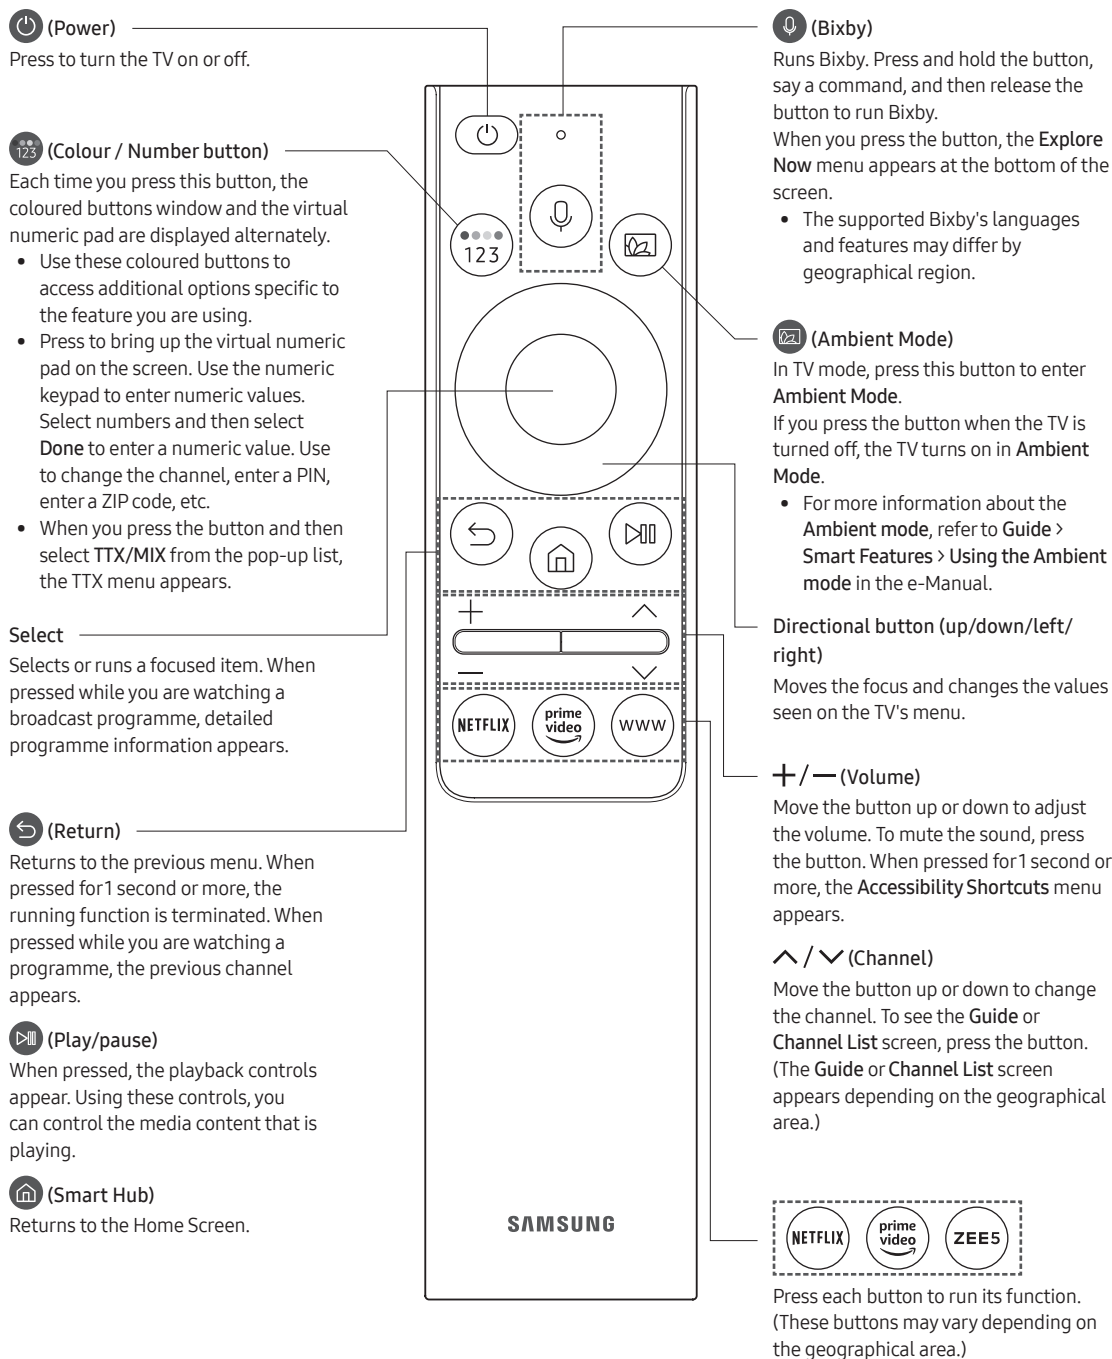 (Power)
Press to turn the TV on or off.
123 (Colour / Number button)
Each time you press this button, the
coloured buttons window and the virtual
numeric pad are displayed alternately.
• Use these coloured buttons to
access additional options specific to
the feature you are using.
• Press to bring up the virtual numeric
pad on the screen. Use the numeric
keypad to enter numeric values.
Select numbers and then select
Done to enter a numeric value. Use
to change the channel, enter a PIN,
enter a ZIP code, etc.
• When you press the button and then
select TTX/MIX from the pop-up list,
the TTX menu appears.
Select
Selects or runs a focused item. When
pressed while you are watching a
broadcast programme, detailed
programme information appears.
(Return)
Returns to the previous menu. When
pressed for 1 second or more, the
running function is terminated. When
pressed while you are watching a
programme, the previous channel
appears.
(Play/pause)
When pressed, the playback controls
appear. Using these controls, you
can control the media content that is
playing.
(Smart Hub)
Returns to the Home Screen.
123
+
—
NETFLIX
prime
video
www
SAMSUNG
(Bixby)
Runs Bixby. Press and hold the button,
say a command, and then release the
button to run Bixby.
When you press the button, the Explore
Now menu appears at the bottom of the
screen.
• The supported Bixby's languages
and features may differ by
geographical region.
(Ambient Mode)
In TV mode, press this button to enter
Ambient Mode.
If you press the button when the TV is
turned off, the TV turns on in Ambient
Mode.
• For more information about the
Ambient mode, refer to Guide >
Smart Features > Using the Ambient
mode in the e-Manual.
Directional button (up/down/left/
right)
Moves the focus and changes the values
seen on the TV's menu.
+/— (Volume)
Move the button up or down to adjust
the volume. To mute the sound, press
the button. When pressed for 1 second or
more, the Accessibility Shortcuts menu
appears.
/ (Channel)
Move the button up or down to change
the channel. To see the Guide or
Channel List screen, press the button.
(The Guide or Channel List screen
appears depending on the geographical
area.)
NETFLIX
prime
video
ZEE5
Press each button to run its function.
(These buttons may vary depending on
the geographical area.)